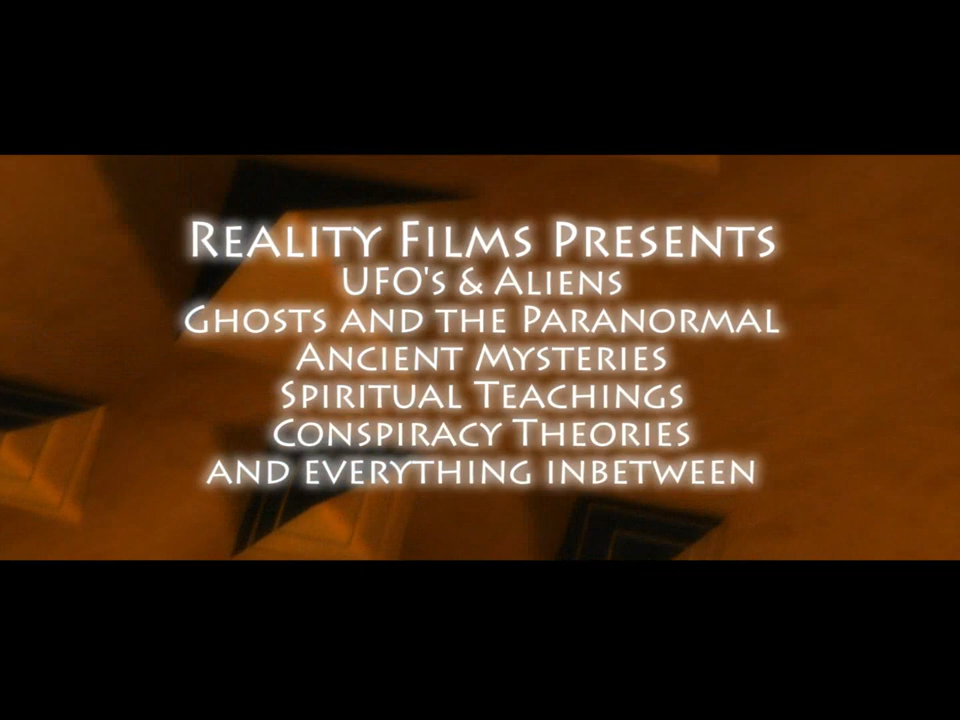 Reality Films Presents
UFO's & Aliens
Ghosts and the Paranormal
Ancient Mysteries
Spiritual Teachings
Conspiracy Theories
and everything inbetween